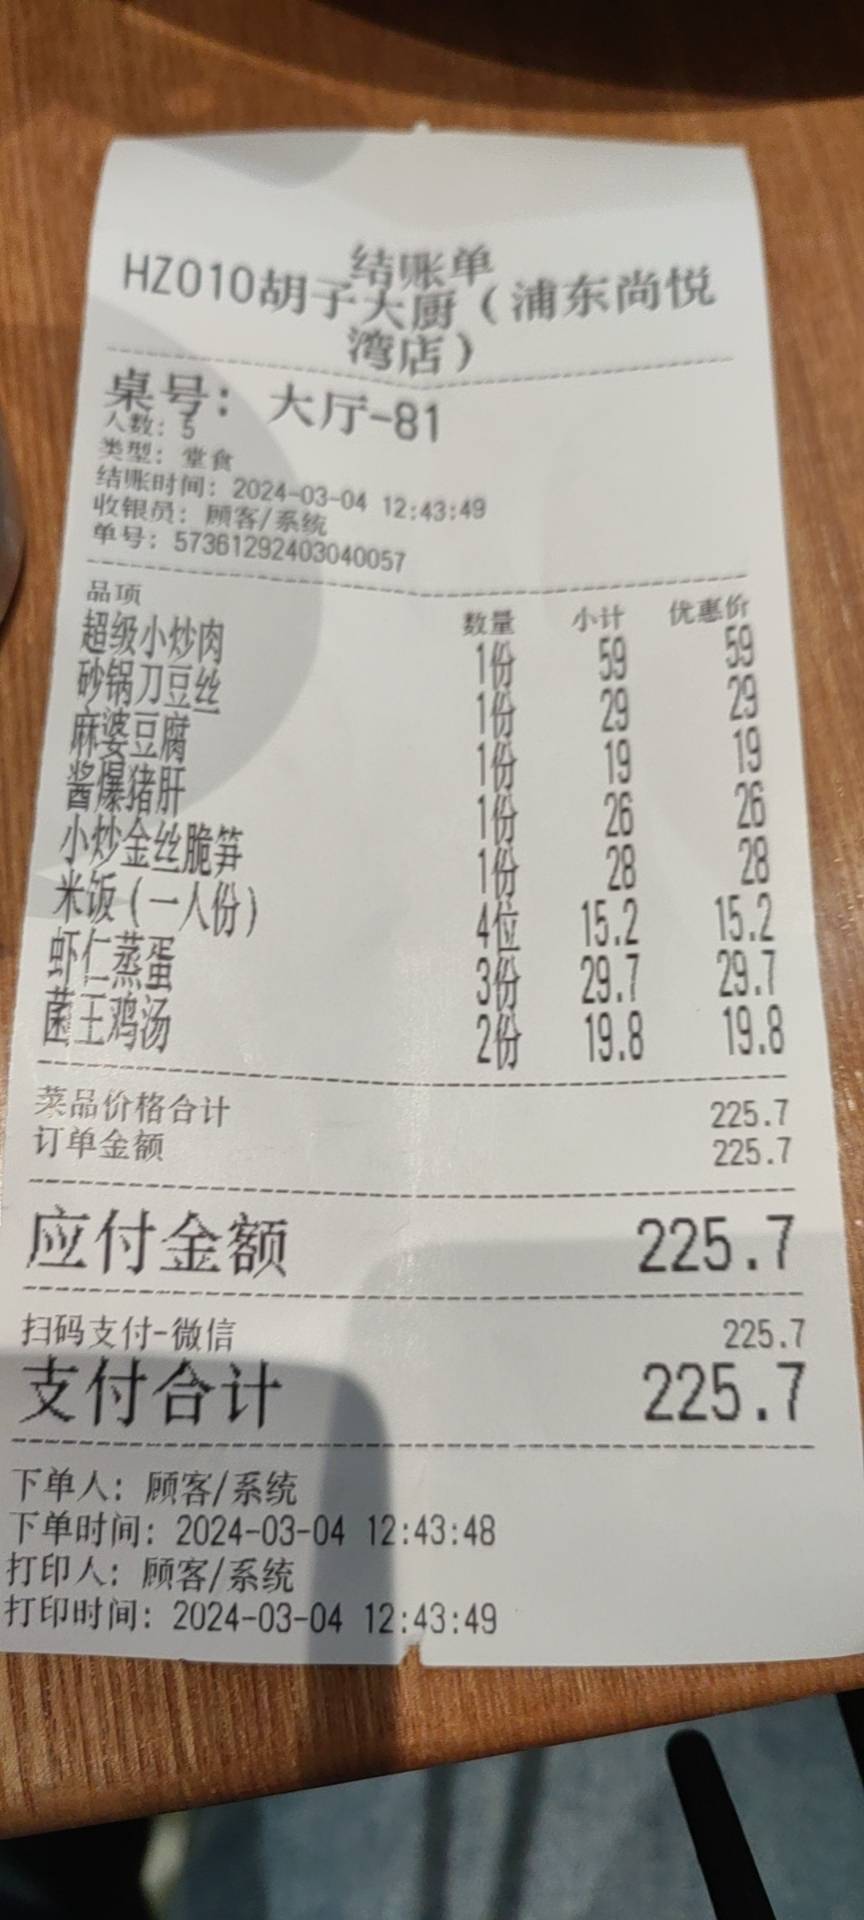 结账单
HZ010胡子大厨（浦东尚悦
湾店）
桌号：大厅-81
人数：5
类型：堂食
结账时间：2024-03-04 12:43:49
收银员：顾客/系统
单号：57361292403040057
品项 数量 小计 优惠价
超级小炒肉 1份 59 59
砂锅刀豆丝 1份 29 29
麻婆豆腐 1份 19 19
酱爆猪肝 1份 26 26
小炒金丝脆笋 1份 28 28
米饭（一人份） 4位 15.2 15.2
虾仁蒸蛋 3份 29.7 29.7
菌王鸡汤 2份 19.8 19.8
菜品价格合计 225.7
订单金额 225.7
应付金额 225.7
扫码支付-微信 225.7
支付合计 225.7
下单人：顾客/系统
下单时间：2024-03-04 12:43:48
打印人：顾客/系统
打印时间：2024-03-04 12:43:49